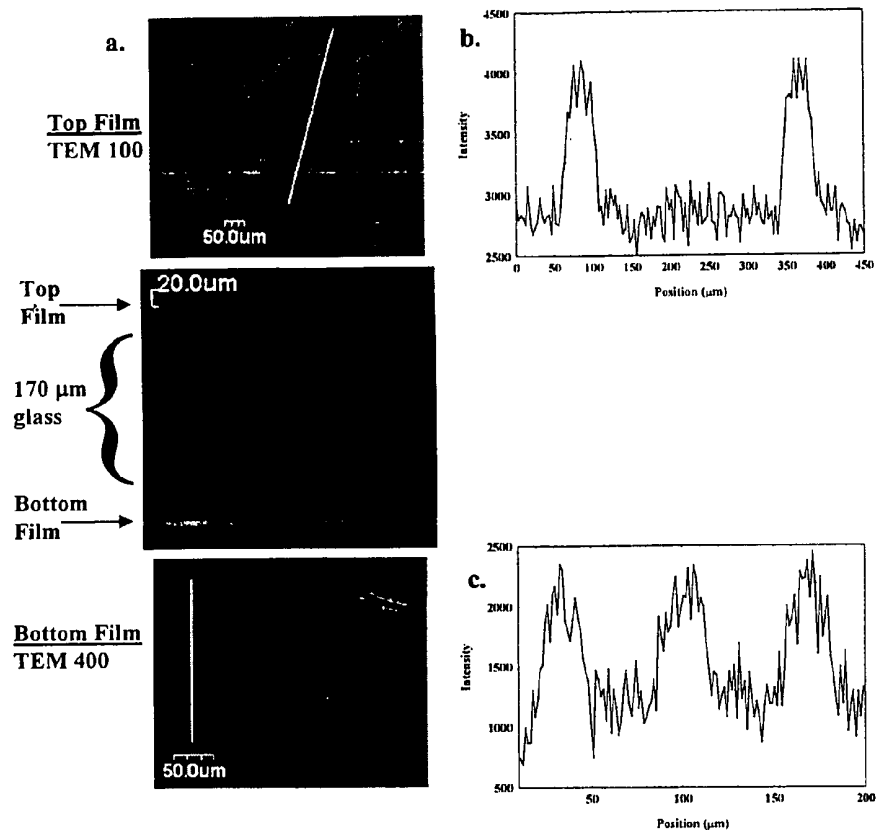 a.
Top Film
TEM 100
50.0um
Top
Film
20.0um
170 μm
glass
Bottom
Film
Bottom Film
TEM 400
50.0um
b.
Intensity
4500
4000
3500
3000
2500
0 50 100 150 200 250 300 350 400 450
Position (μm)
c.
Intensity
2500
2000
1500
1000
500
50 100 150 200
Position (μm)